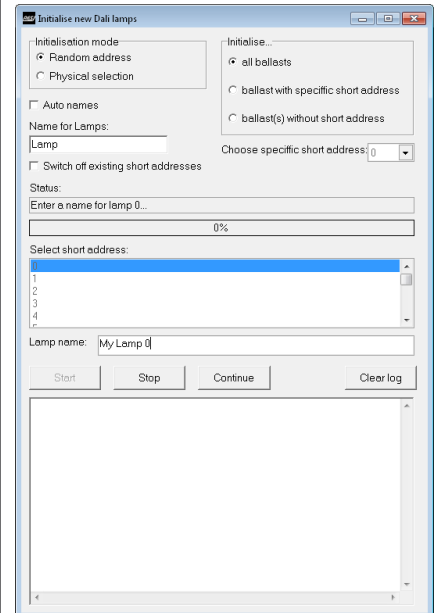 Initialise new Dali lamps
Initialisation mode
Random address
Physical selection
Auto names
Name for Lamps:
Lamp
Switch off existing short addresses
Initialise...
all ballasts
ballast with speciffic short address
ballast(s) without short address
Choose speciffic short address:
0
Status:
Enter a name for lamp 0...
0%
Select short address:
0
1
2
3
4
Lamp name:
My Lamp 0
Start
Stop
Continue
Clear log